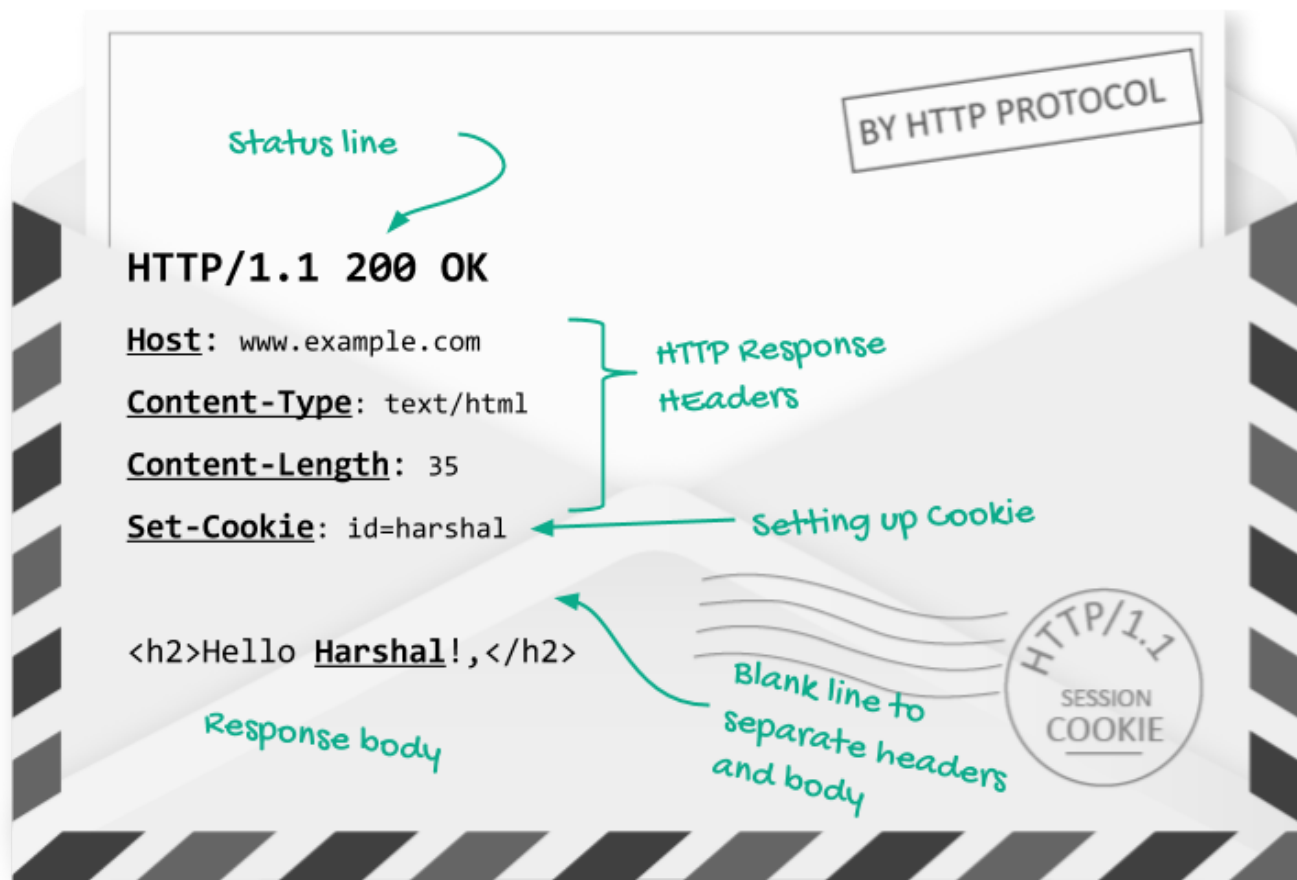 BY HTTP PROTOCOL
Status line
HTTP/1.1 200 OK
Host: www.example.com
HTTP Response
HEaders
Content-Type: text/html
Content-Length: 35
Set-Cookie: id=harshal
Setting up Cookie
<h2>Hello Harshal!,</h2>
Response body
Blank line to
separate headers
and body
HTTP/1.1
SESSION
COOKIE